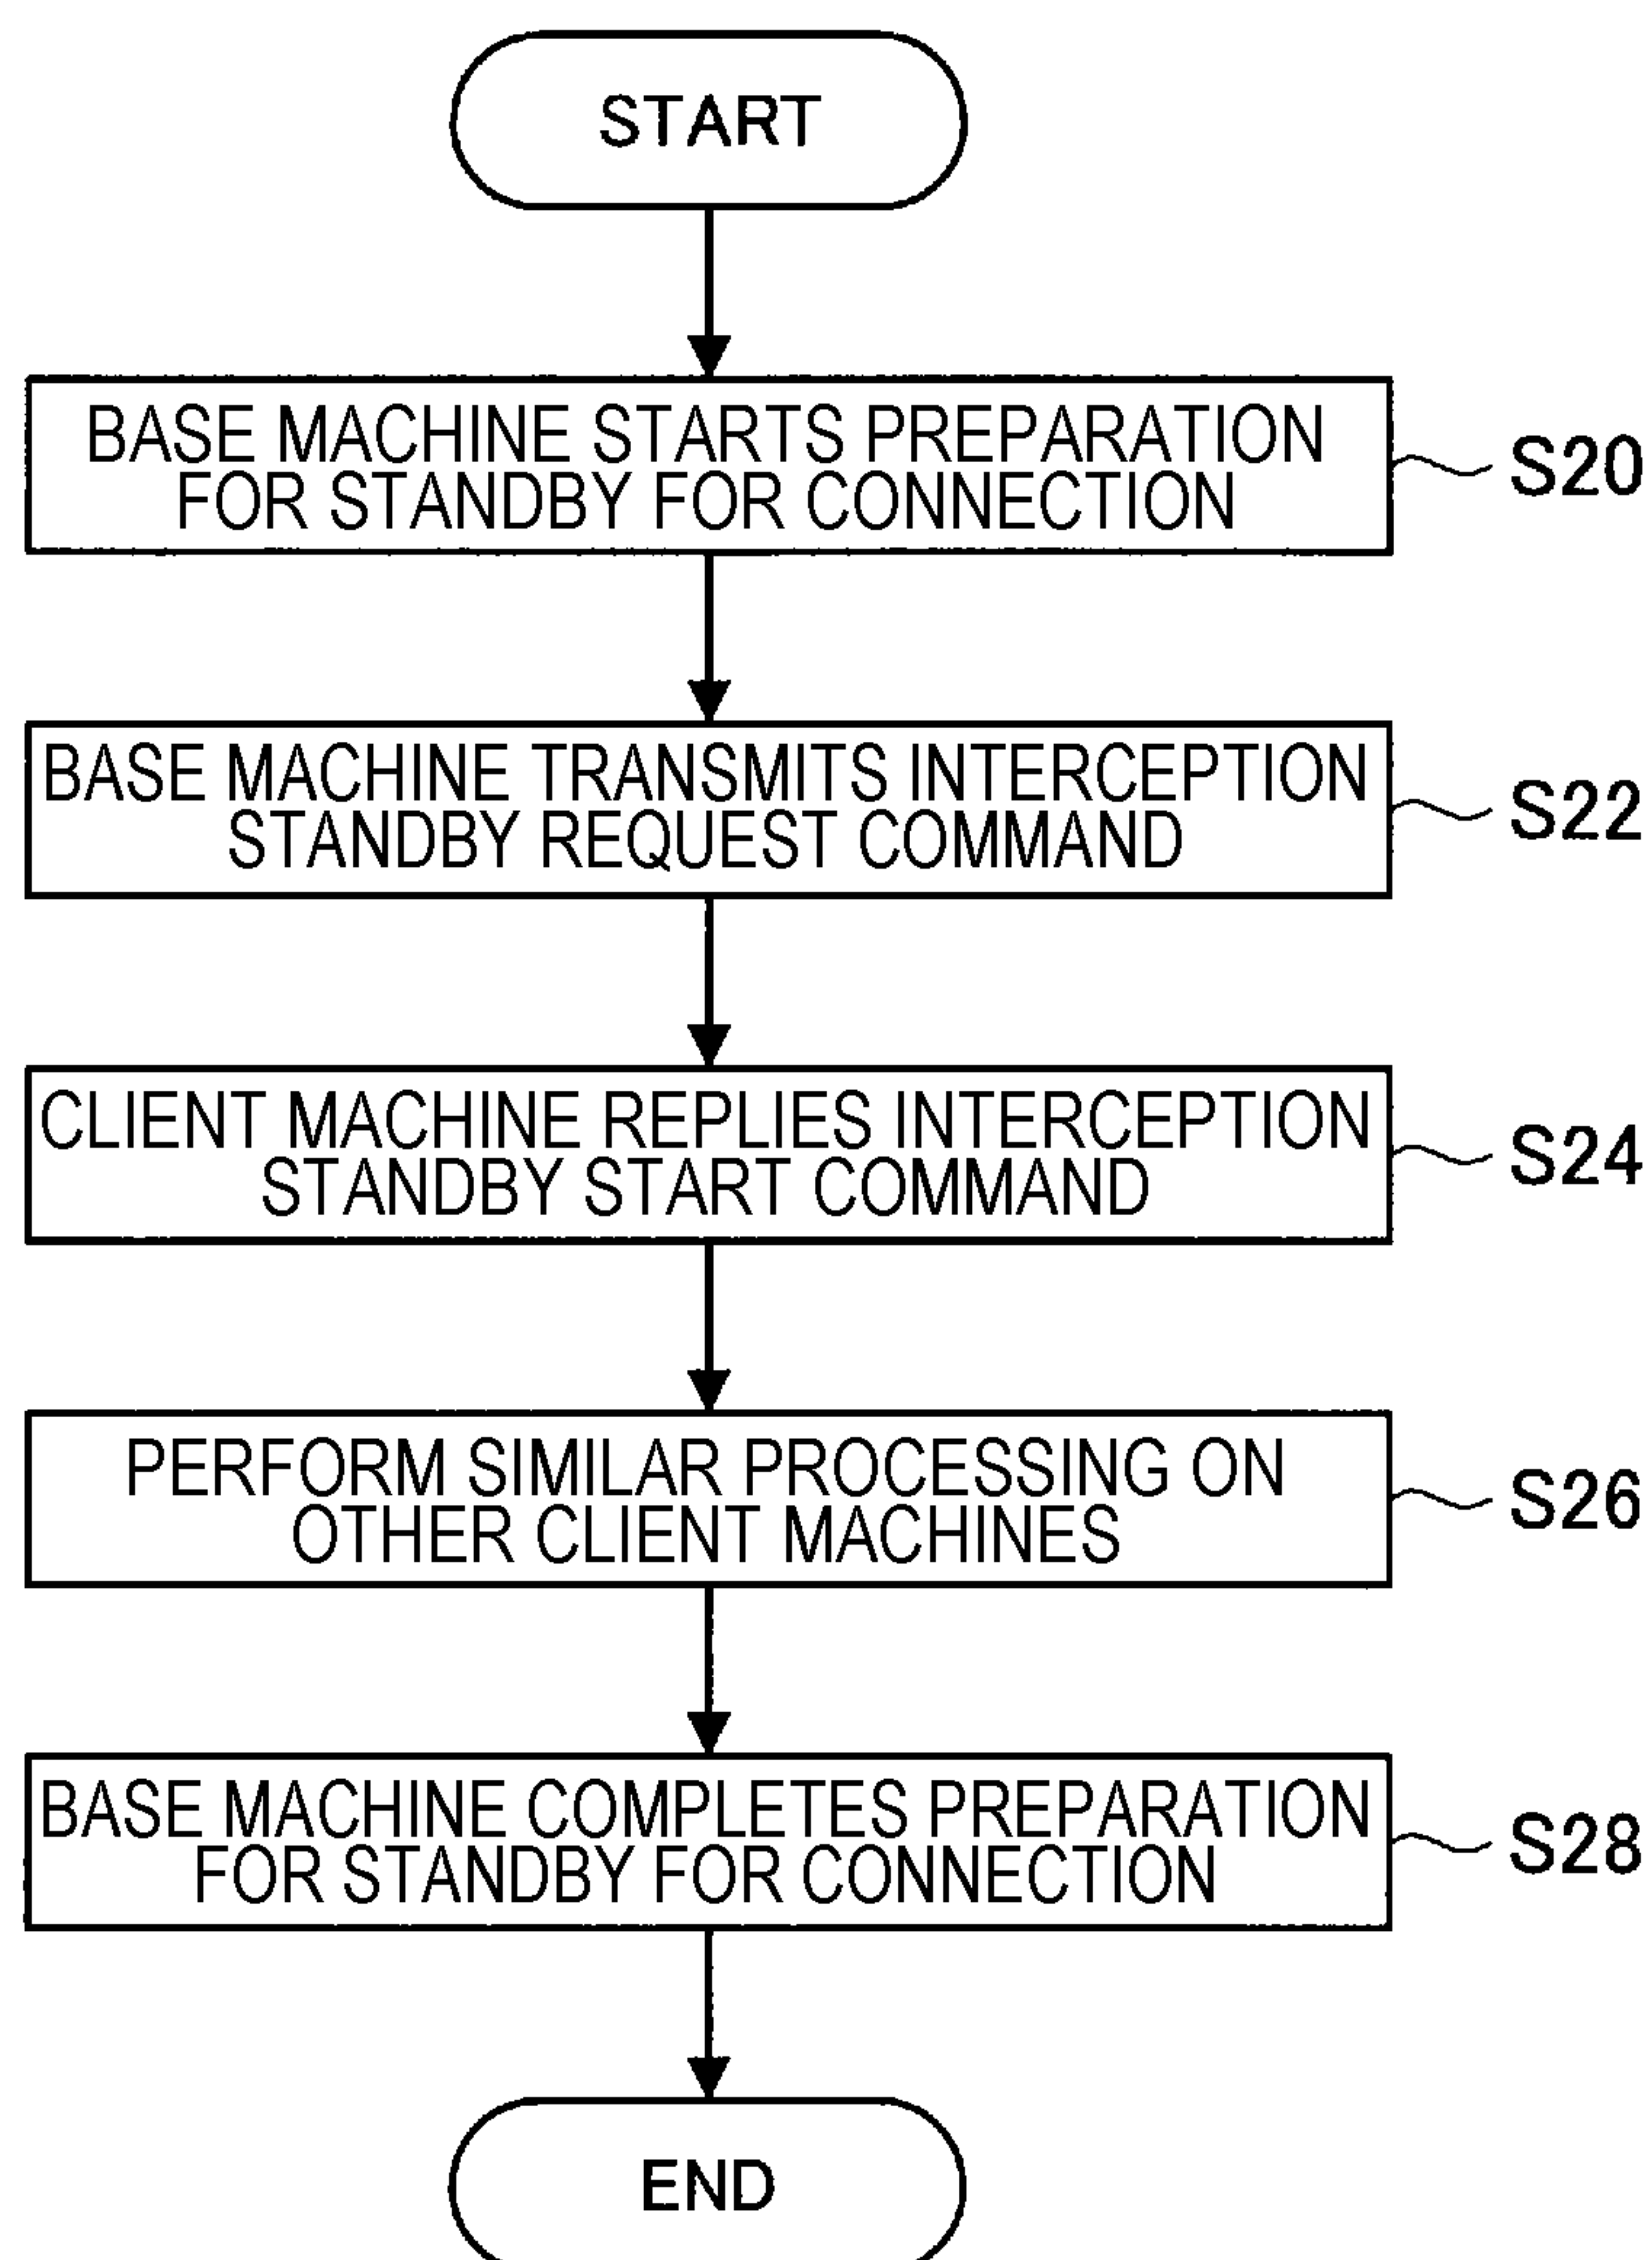 START
BASE MACHINE STARTS PREPARATION
FOR STANDBY FOR CONNECTION
S20
BASE MACHINE TRANSMITS INTERCEPTION
STANDBY REQUEST COMMAND
S22
CLIENT MACHINE REPLIES INTERCEPTION
STANDBY START COMMAND
S24
PERFORM SIMILAR PROCESSING ON
OTHER CLIENT MACHINES
S26
BASE MACHINE COMPLETES PREPARATION
FOR STANDBY FOR CONNECTION
S28
END